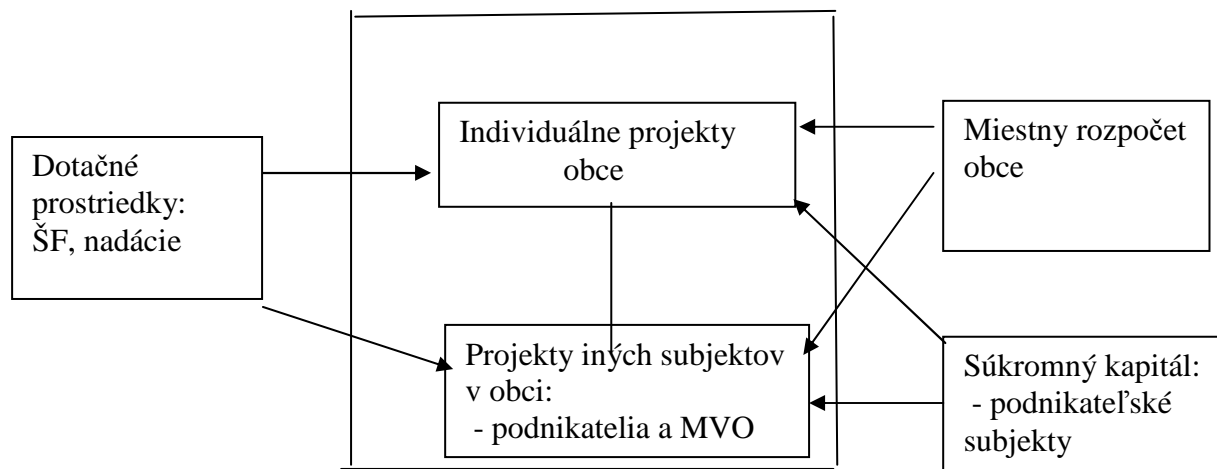 Dotačné
prostriedky:
ŠF, nadácie
Individuálne projekty
obce
Projekty iných subjektov
v obci:
- podnikatelia a MVO
Miestny rozpočet
obce
Súkromný kapitál:
- podnikateľské
subjekty